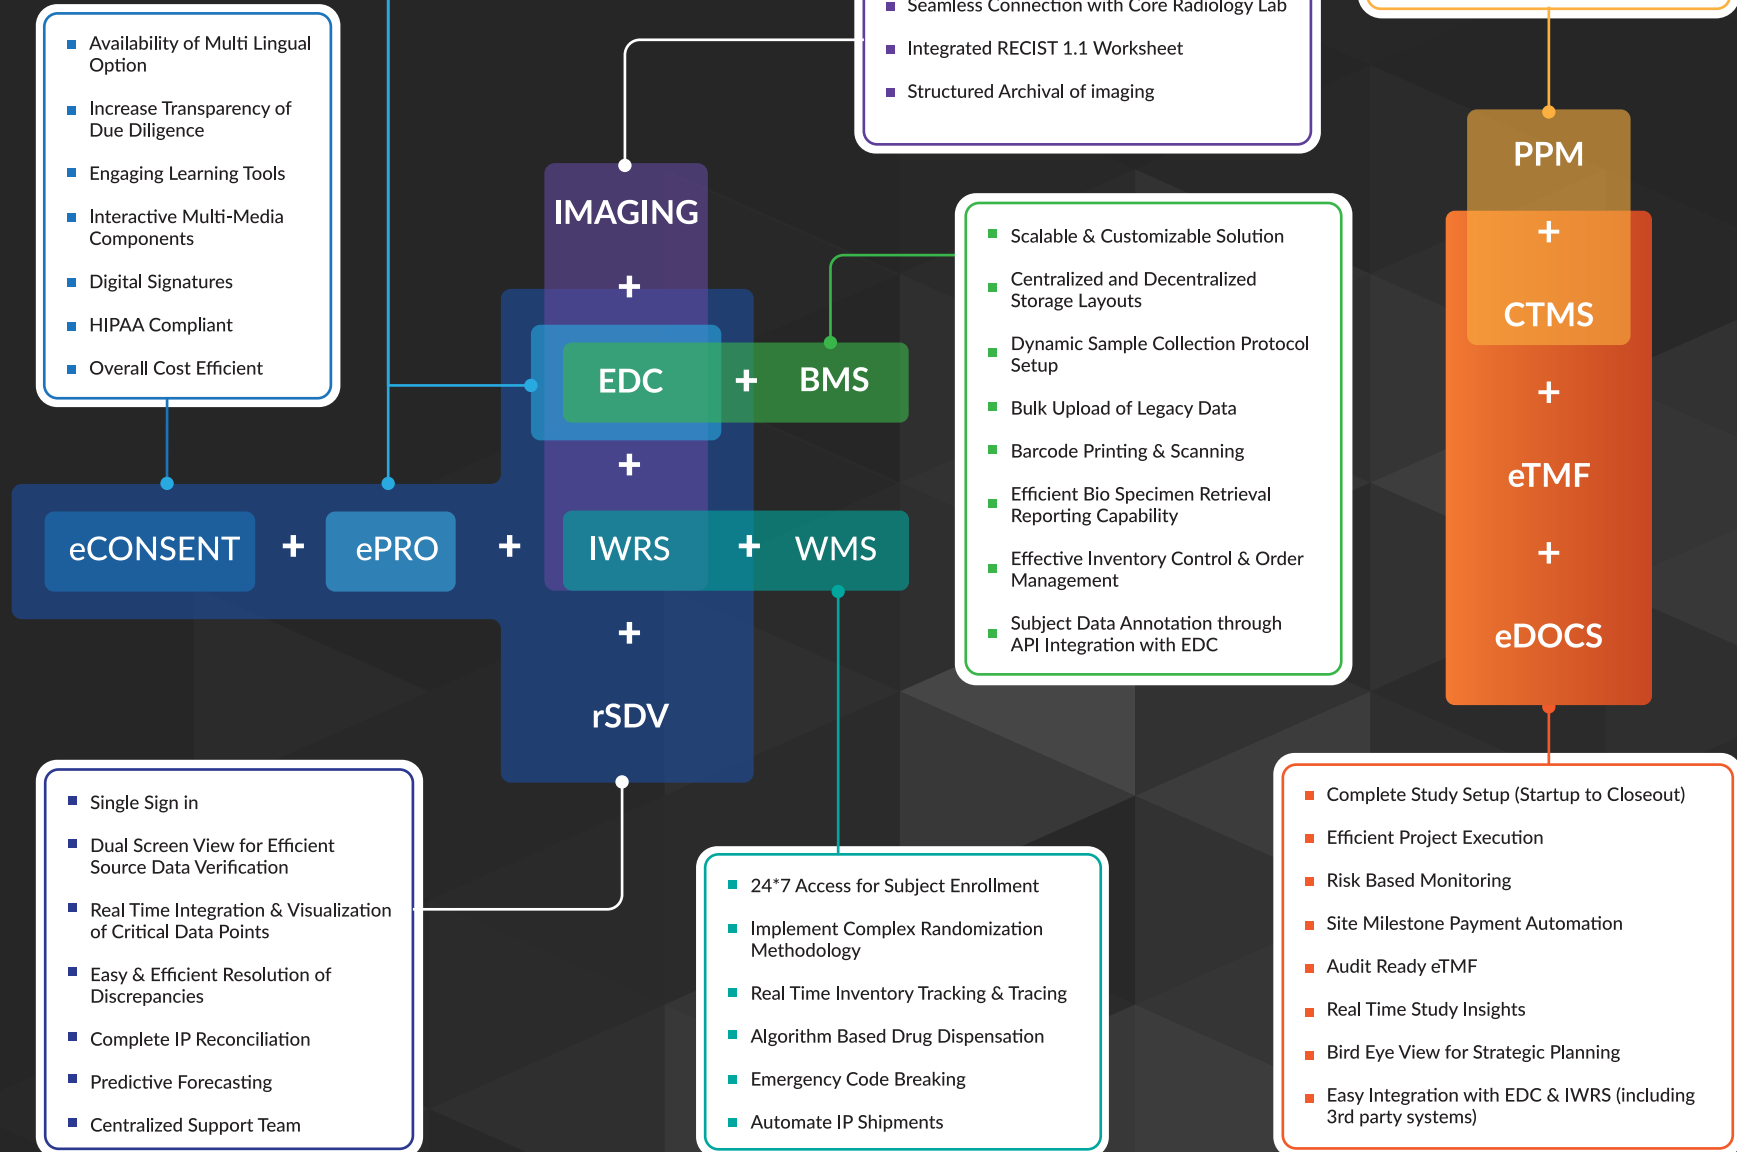 Availability of Multi Lingual
Option
Increase Transparency of
Due Diligence
Engaging Learning Tools
Interactive Multi-Media
Components
Digital Signatures
HIPAA Compliant
Overall Cost Efficient
Seamless Connection with Core Radiology Lab
Integrated RECIST 1.1 Worksheet
Structured Archival of imaging
IMAGING
+
EDC + BMS
+
eCONSENT + ePRO + IWRS + WMS
+
rSDV
Scalable & Customizable Solution
Centralized and Decentralized
Storage Layouts
Dynamic Sample Collection Protocol
Setup
Bulk Upload of Legacy Data
Barcode Printing & Scanning
Efficient Bio Specimen Retrieval
Reporting Capability
Effective Inventory Control & Order
Management
Subject Data Annotation through
API Integration with EDC
PPM
+
CTMS
+
eTMF
+
eDOCS
Single Sign in
Dual Screen View for Efficient
Source Data Verification
Real Time Integration & Visualization
of Critical Data Points
Easy & Efficient Resolution of
Discrepancies
Complete IP Reconciliation
Predictive Forecasting
Centralized Support Team
24*7 Access for Subject Enrollment
Implement Complex Randomization
Methodology
Real Time Inventory Tracking & Tracing
Algorithm Based Drug Dispensation
Emergency Code Breaking
Automate IP Shipments
Complete Study Setup (Startup to Closeout)
Efficient Project Execution
Risk Based Monitoring
Site Milestone Payment Automation
Audit Ready eTMF
Real Time Study Insights
Bird Eye View for Strategic Planning
Easy Integration with EDC & IWRS (including
3rd party systems)